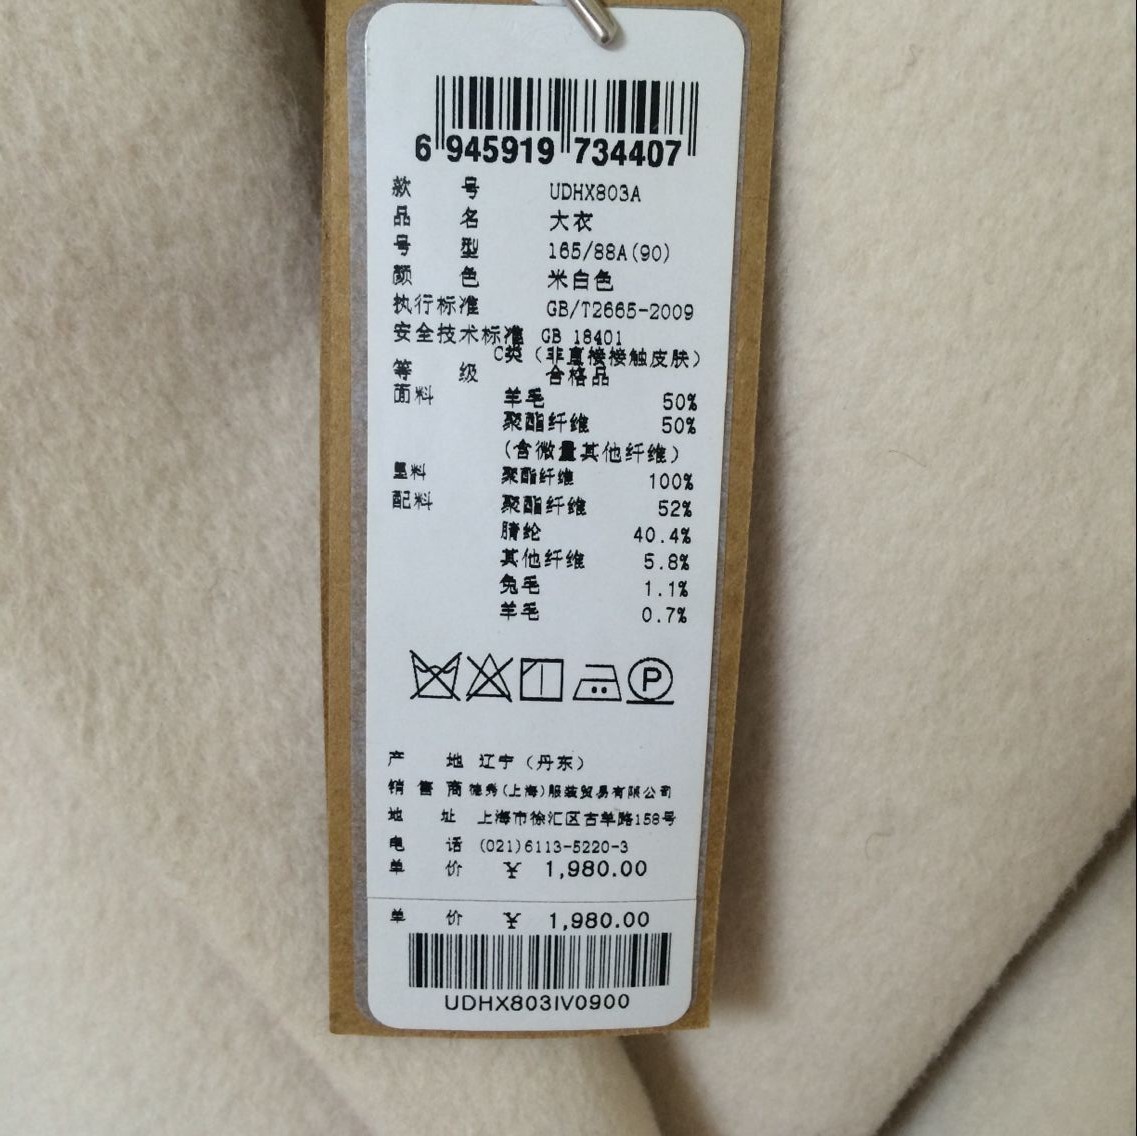 6 945919 734407
款 号 UDHX803A
品 名 大衣
号 型 165/88A(90)
颜 色 米白色
执行标准 GB/T2665-2009
安全技术标准 GB 18401
C类（非直接接触皮肤）
等 级 合格品
面料 羊毛 50%
聚酯纤维 50%
(含微量其他纤维)
里料 聚酯纤维 100%
配料 聚酯纤维 52%
腈纶 40.4%
其他纤维 5.8%
兔毛 1.1%
羊毛 0.7%
P
产 地 辽宁（丹东）
销 售 商 德秀(上海)服装贸易有限公司
地 址 上海市徐汇区古单路158号
电 话 (021)6113-5220-3
单 价 ¥ 1,980.00
单 价 ¥ 1,980.00
UDHX803IV0900